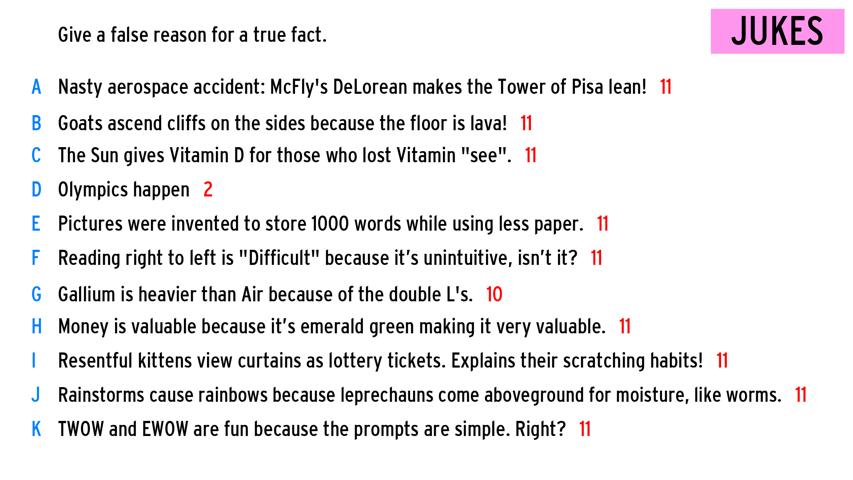 Give a false reason for a true fact.
JUKES
A Nasty aerospace accident: McFly's DeLorean makes the Tower of Pisa lean! 11
B Goats ascend cliffs on the sides because the floor is lava! 11
C The Sun gives Vitamin D for those who lost Vitamin "see". 11
D Olympics happen 2
E Pictures were invented to store 1000 words while using less paper. 11
F Reading right to left is "Difficult" because it’s unintuitive, isn’t it? 11
G Gallium is heavier than Air because of the double L's. 10
H Money is valuable because it’s emerald green making it very valuable. 11
I Resentful kittens view curtains as lottery tickets. Explains their scratching habits! 11
J Rainstorms cause rainbows because leprechauns come aboveground for moisture, like worms. 11
K TWOW and EWOW are fun because the prompts are simple. Right? 11